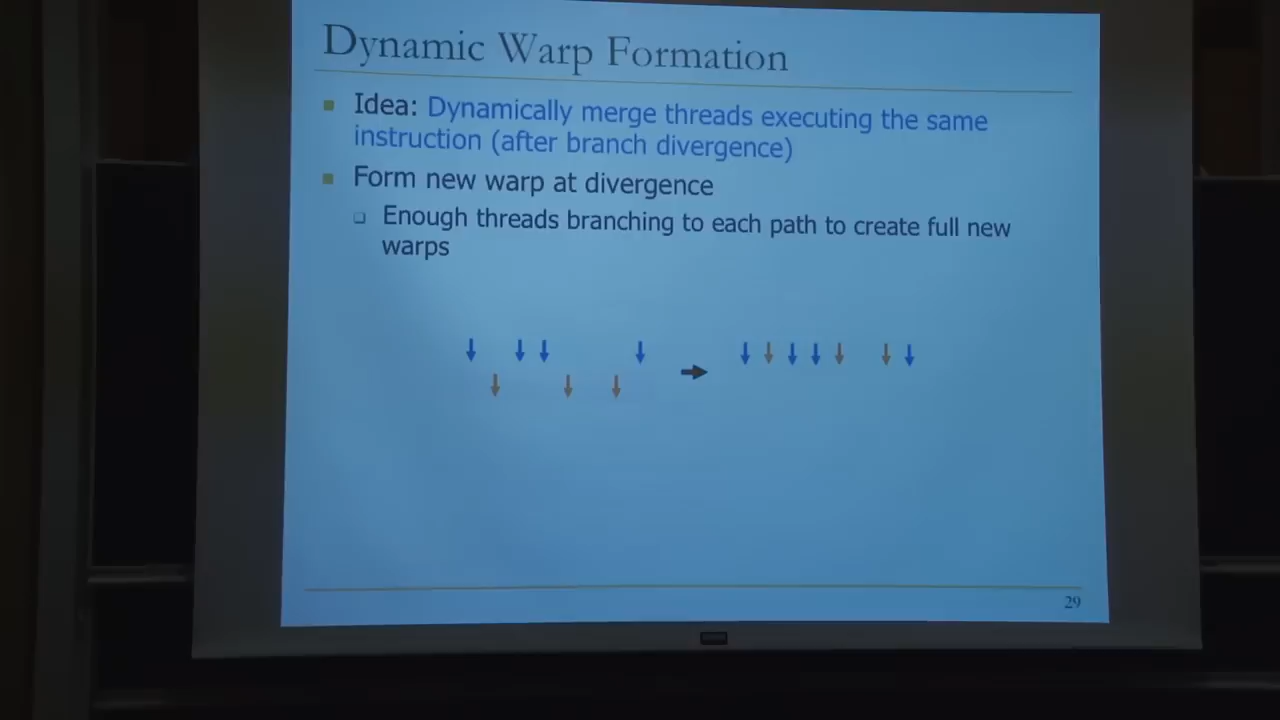 Dynamic Warp Formation
Idea: Dynamically merge threads executing the same
instruction (after branch divergence)
Form new warp at divergence
Enough threads branching to each path to create full new
warps
29